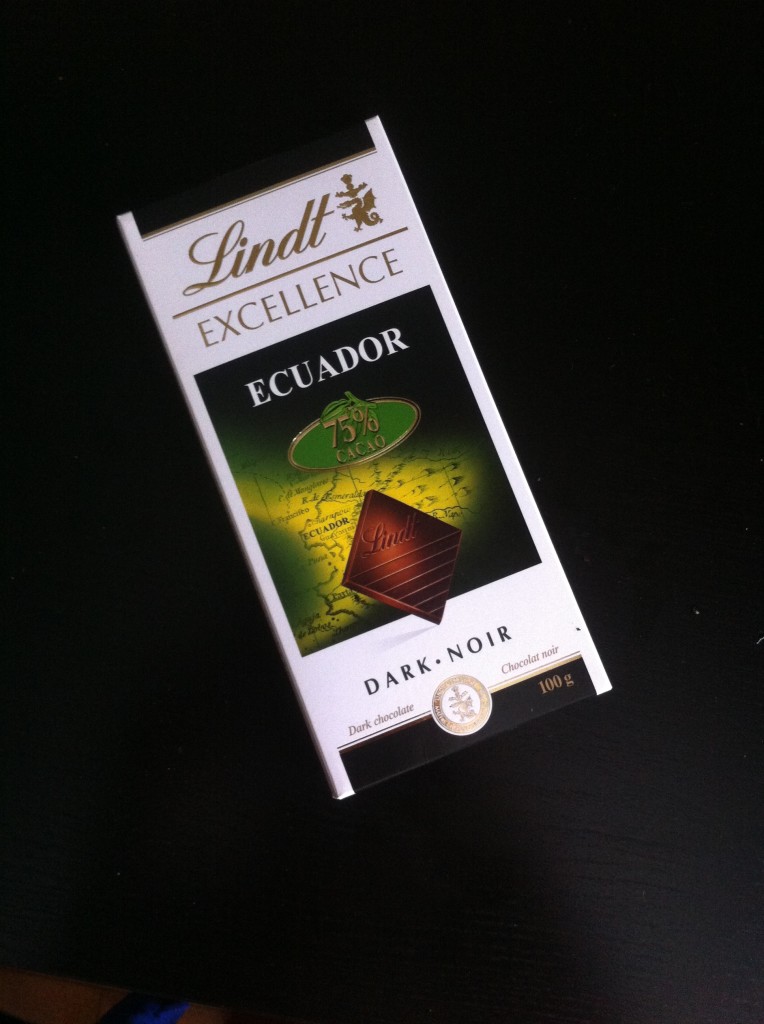 Lindt
EXCELLENCE
ECUADOR
75%
CACAO
ECUADOR
Lindt
DARK • NOIR
Dark chocolate
Chocolat noir
100 g